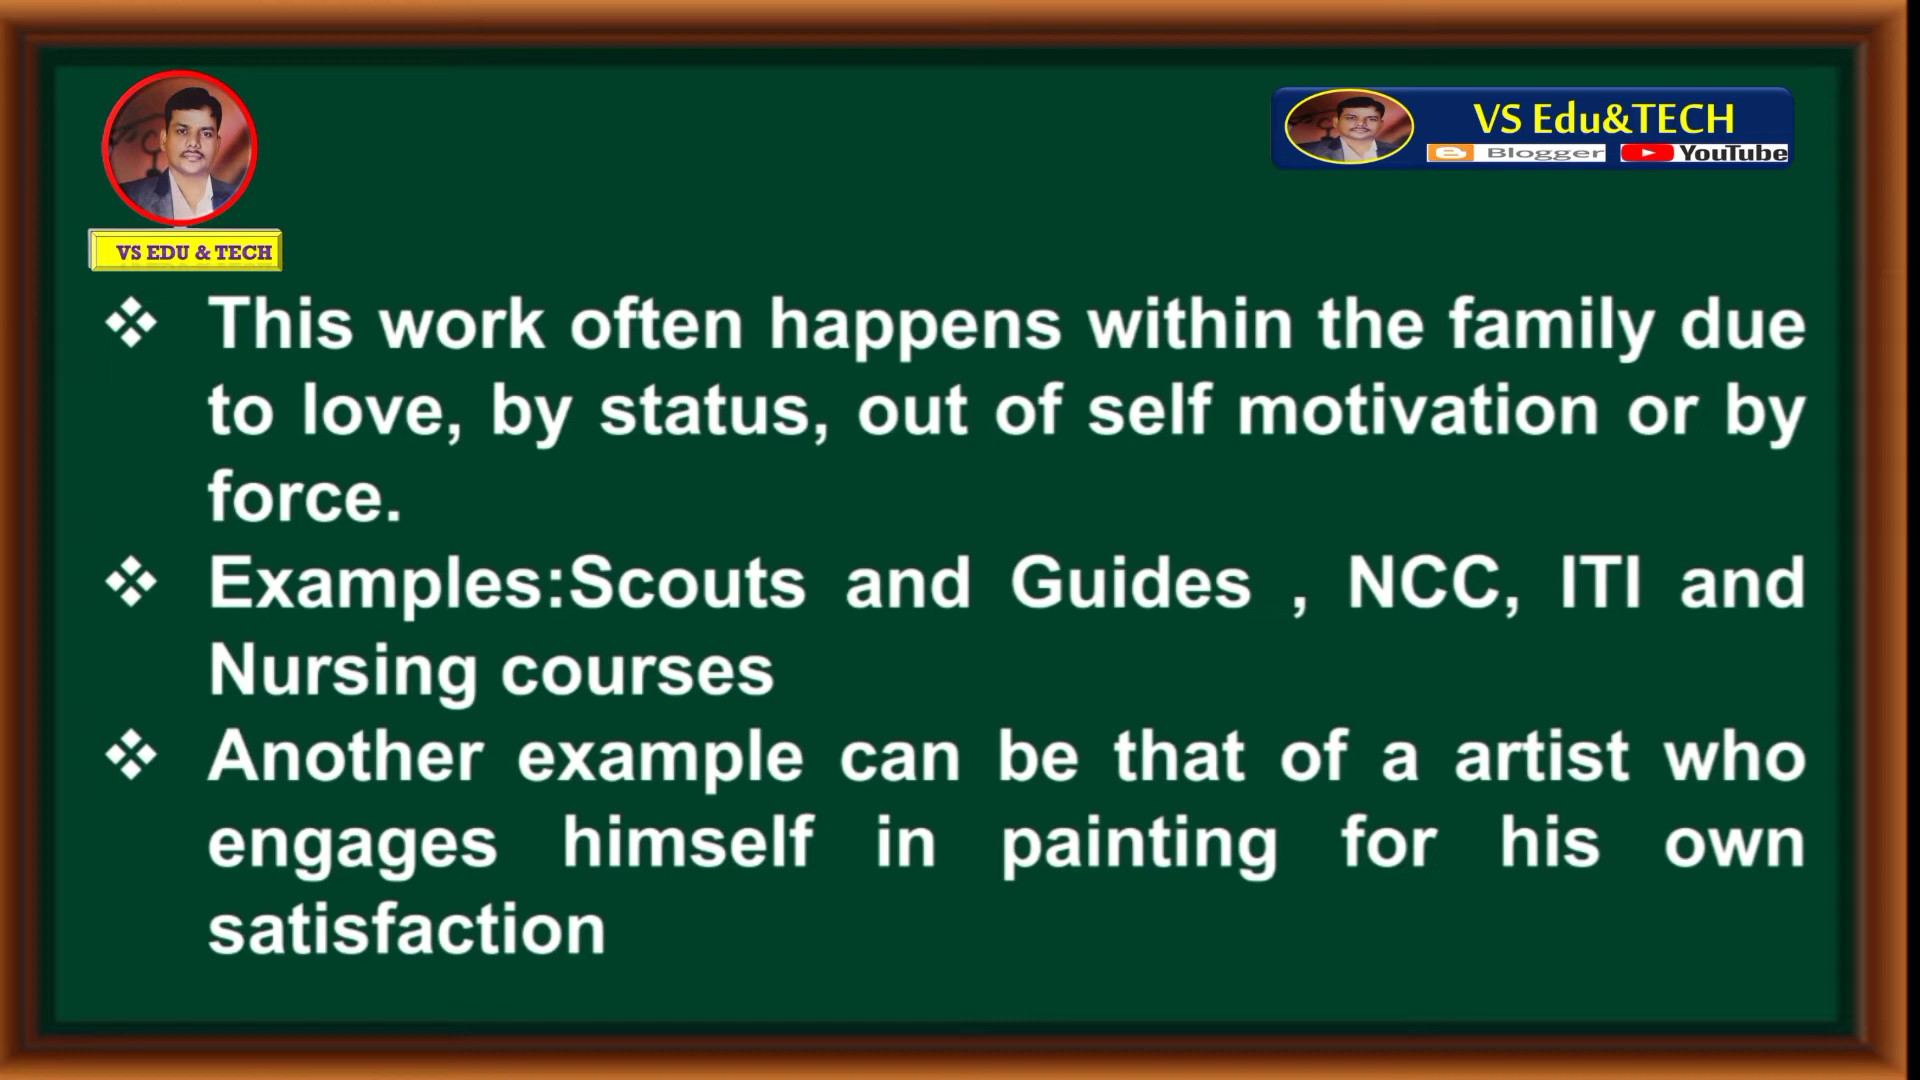 VS Edu&TECH
Blogger YouTube
VS EDU & TECH
This work often happens within the family due
to love, by status, out of self motivation or by
force.
Examples:Scouts and Guides , NCC, ITI and
Nursing courses
Another example can be that of a artist who
engages himself in painting for his own
satisfaction